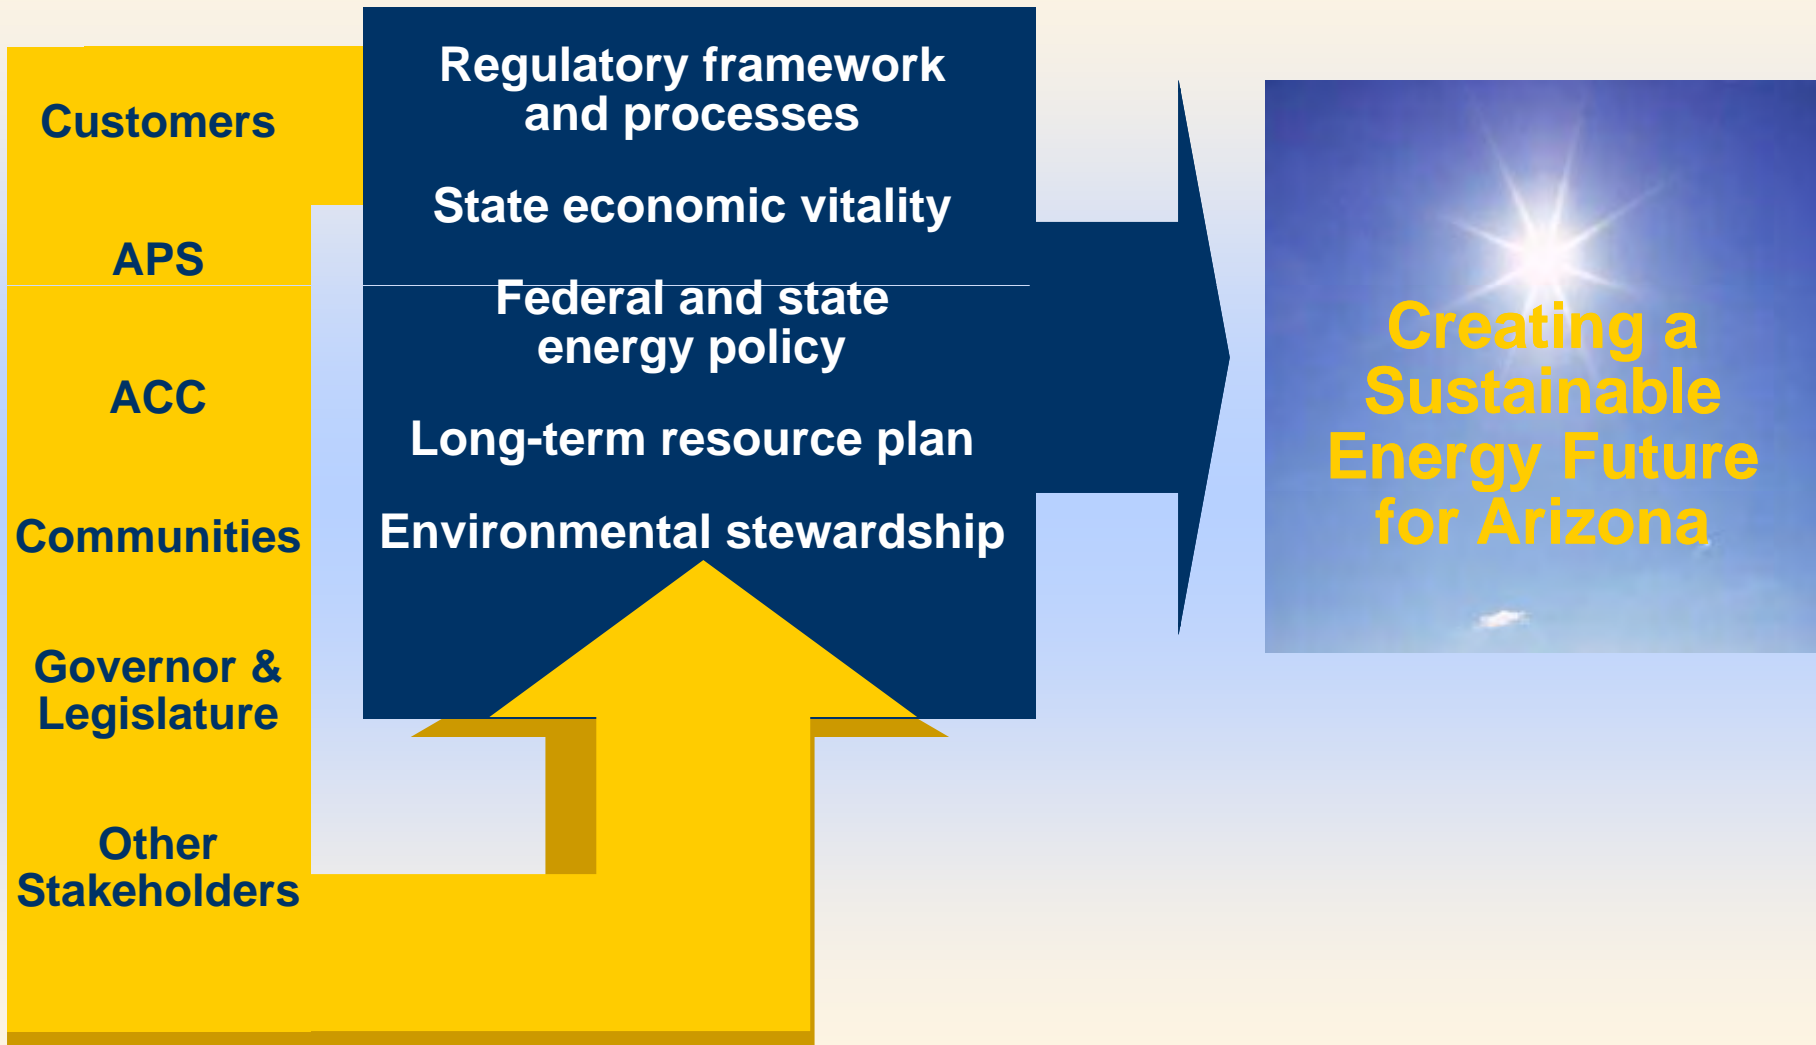 Customers
APS
ACC
Communities
Governor &
Legislature
Other
Stakeholders
Regulatory framework
and processes
State economic vitality
Federal and state
energy policy
Long-term resource plan
Environmental stewardship
Creating a
Sustainable
Energy Future
for Arizona